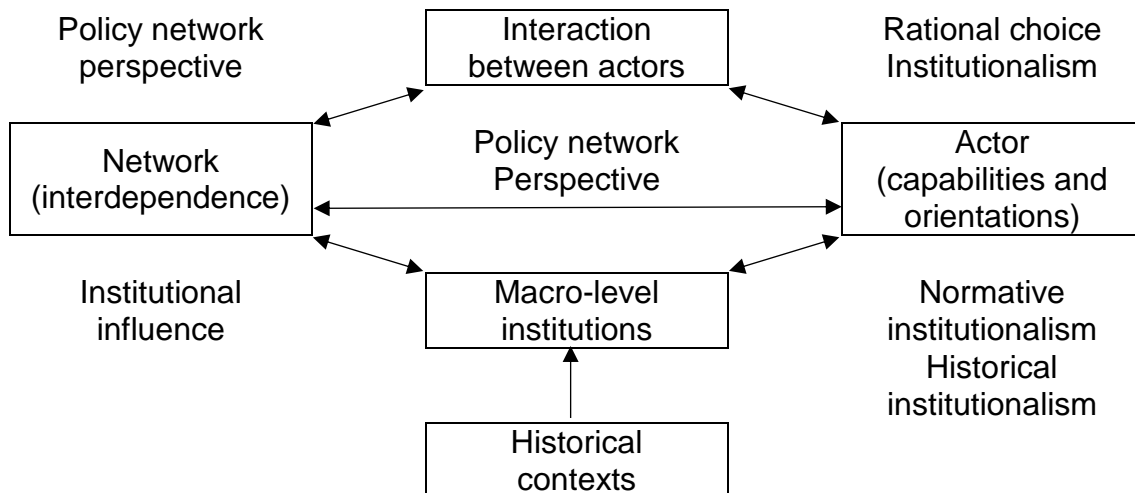 Policy network
perspective
Interaction
between actors
Rational choice
Institutionalism
Network
(interdependence)
Policy network
Perspective
Actor
(capabilities and
orientations)
Institutional
influence
Macro-level
institutions
Normative
institutionalism
Historical
institutionalism
Historical
contexts